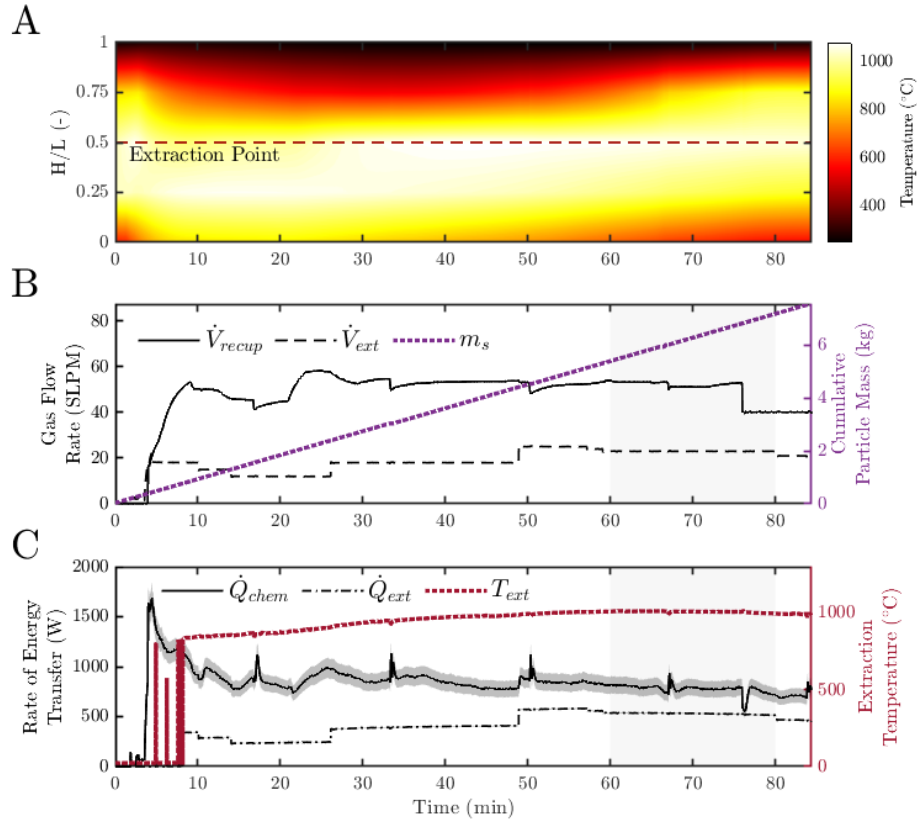 A
1
0.75
0.5
0.25
0
H/L (-)
Extraction Point
0 10 20 30 40 50 60 70 80
1000
800
600
400
Temperature (°C)
B
80
60
40
20
0
Gas Flow
Rate (SLPM)
V̇recup V̇ext ms
6
4
2
0
Cumulative
Particle Mass (kg)
0 10 20 30 40 50 60 70 80
C
2000
1500
1000
500
0
Rate of Energy
Transfer (W)
Q̇chem Q̇ext Text
1000
500
0
Extraction
Temperature (°C)
0 10 20 30 40 50 60 70 80
Time (min)